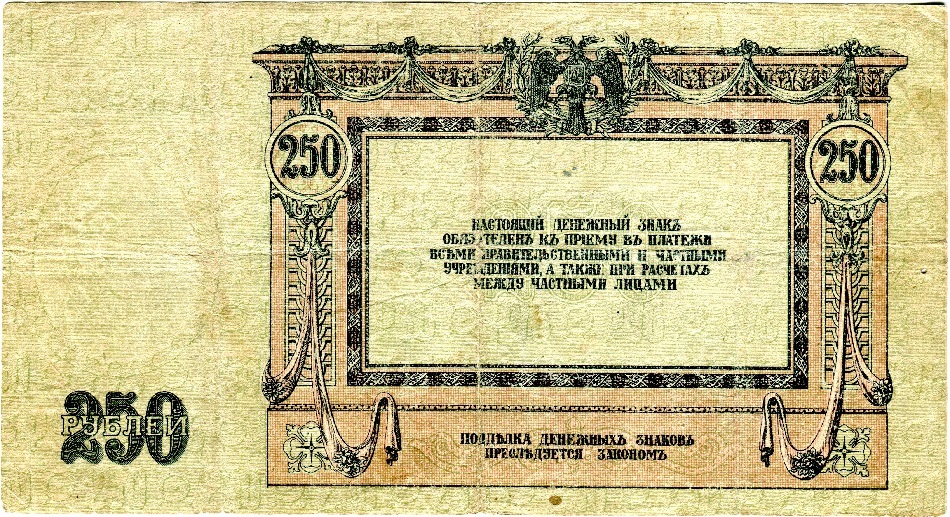 250
250
НАСТОЯЩИЙ ДЕНЕЖНЫЙ ЗНАКЪ
ОБЯЗАТЕЛЕНЪ КЪ ПРІЕМУ ВЪ ПЛАТЕЖИ
ВСѢМИ ПРАВИТЕЛЬСТВЕННЫМИ И ЧАСТНЫМИ
УЧРЕЖДЕНІЯМИ, А ТАКЖЕ ПРИ РАСЧЕТАХЪ
МЕЖДУ ЧАСТНЫМИ ЛИЦАМИ
250
РУБЛЕЙ
ПОДДѢЛКА ДЕНЕЖНЫХЪ ЗНАКОВЪ
ПРЕСЛѢДУЕТСЯ ЗАКОНОМЪ